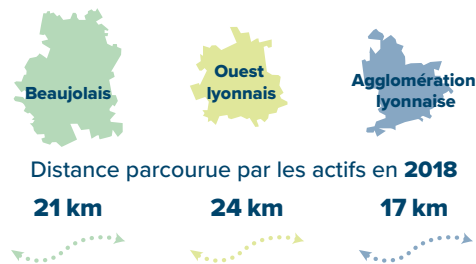 Beaujolais
Ouest
lyonnais
Agglomération
lyonnaise
Distance parcourue par les actifs en 2018
21 km
24 km
17 km